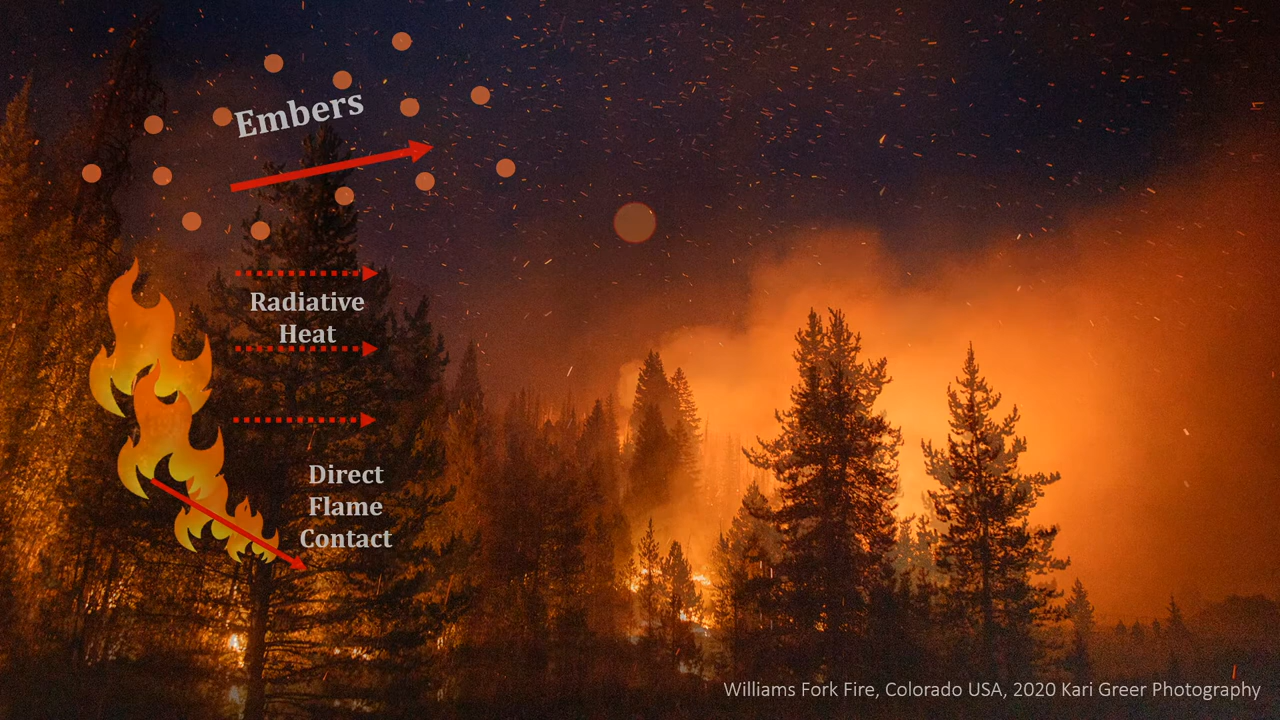 Embers
Radiative
Heat
Direct
Flame
Contact
Williams Fork Fire, Colorado USA, 2020 Kari Greer Photography